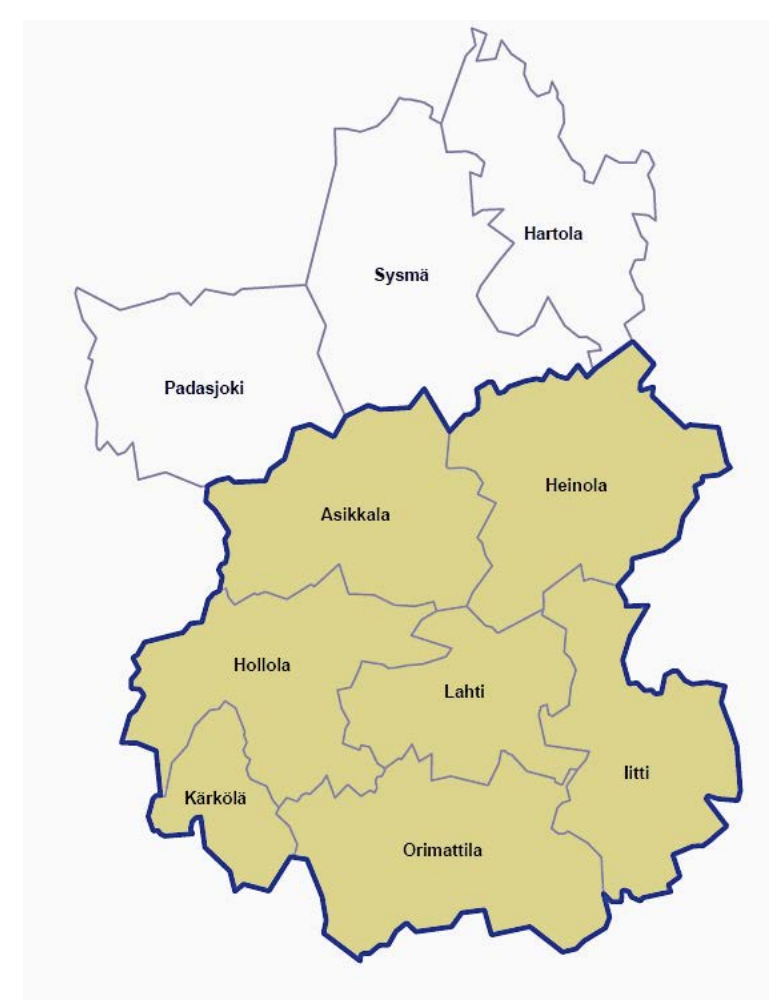 Hartola
Sysmä
Padasjoki
Heinola
Asikkala
Hollola
Lahti
Iitti
Kärkölä
Orimattila